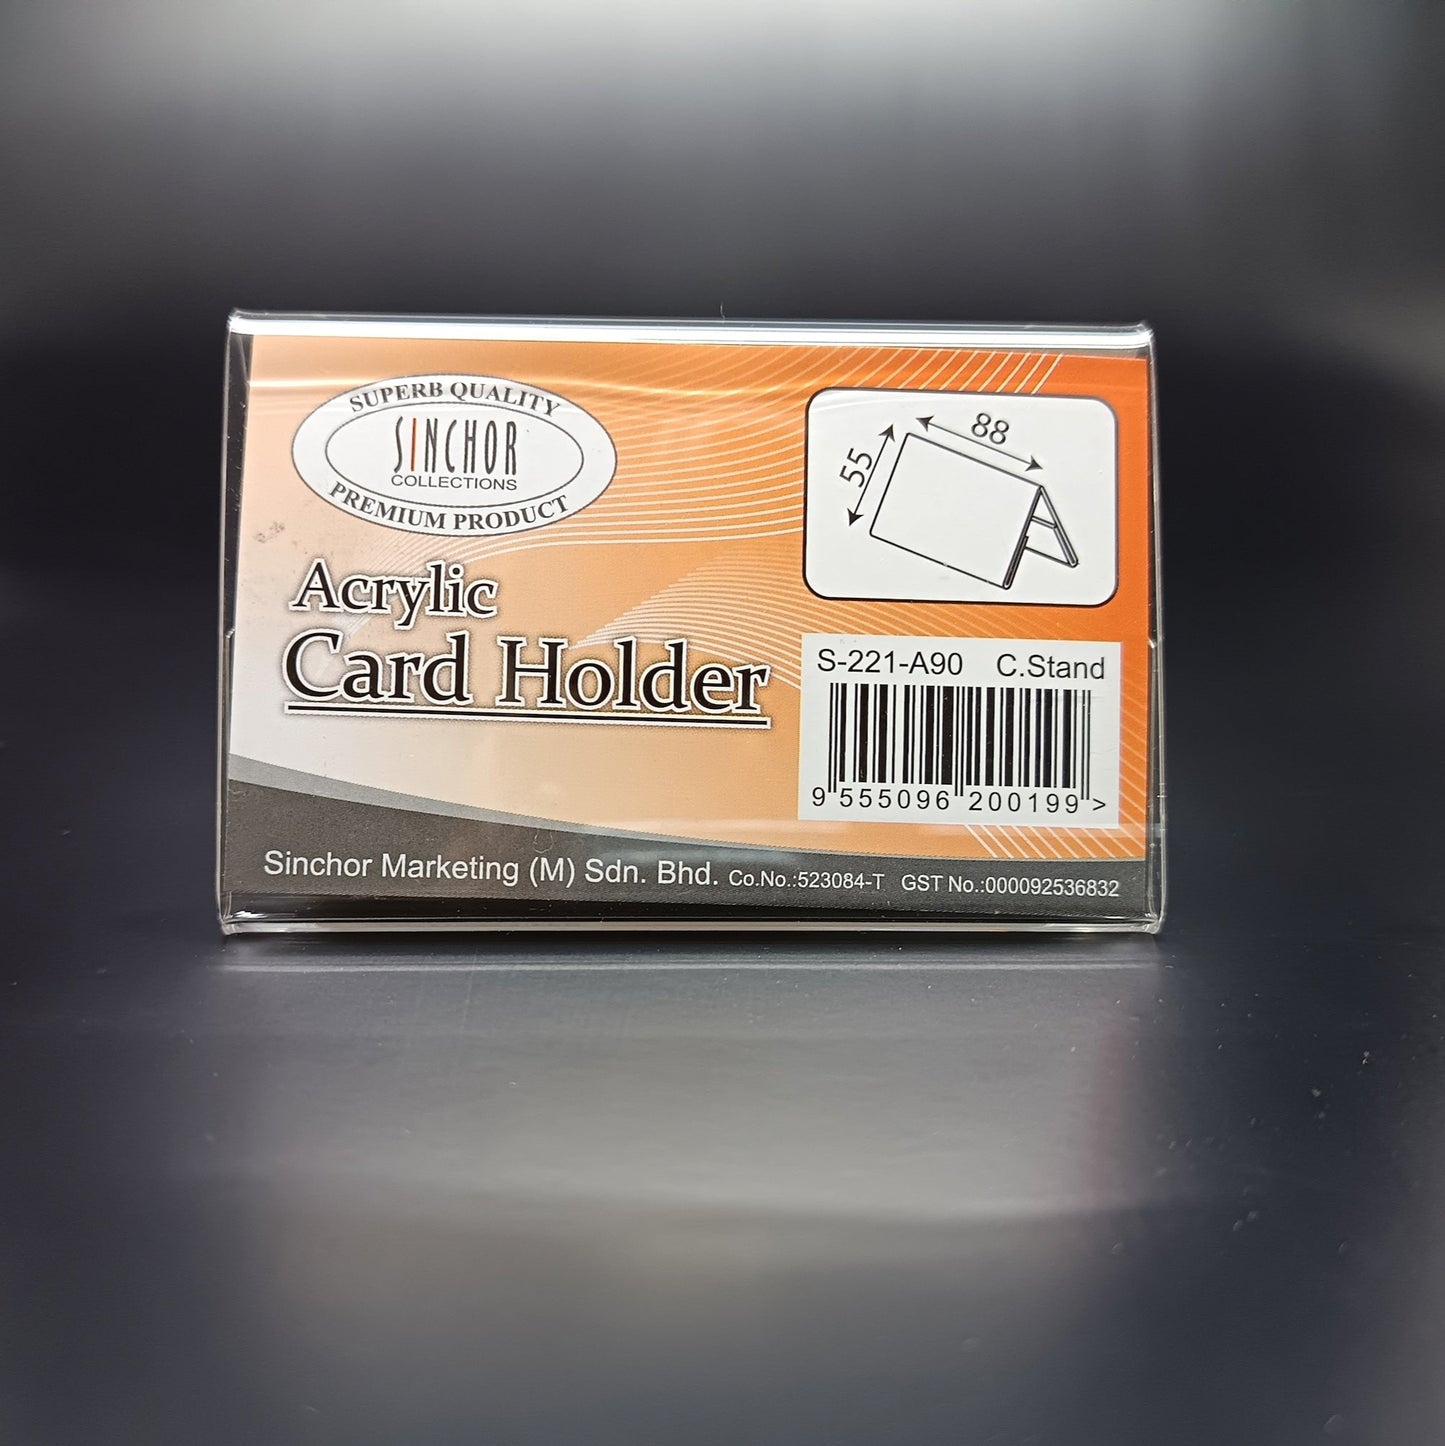 SUPERB QUALITY
SINCHOR
COLLECTIONS
PREMIUM PRODUCT
Acrylic
Card Holder
88
55
S-221-A90 C.Stand
9 555096 200199 >
Sinchor Marketing (M) Sdn. Bhd. Co.No.:523084-T GST No.:000092536832